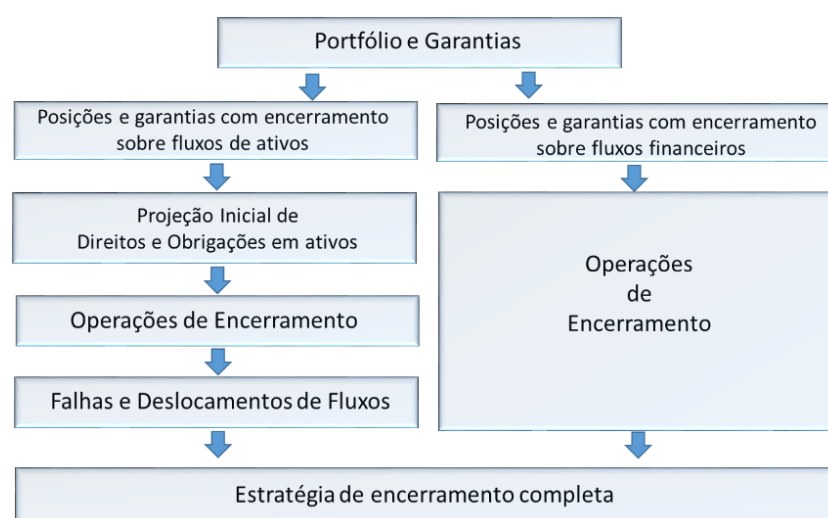 Portfólio e Garantias
Posições e garantias com encerramento
sobre fluxos de ativos
Posições e garantias com encerramento
sobre fluxos financeiros
Projeção Inicial de
Direitos e Obrigações em ativos
Operações de Encerramento
Falhas e Deslocamentos de Fluxos
Operações
de
Encerramento
Estratégia de encerramento completa